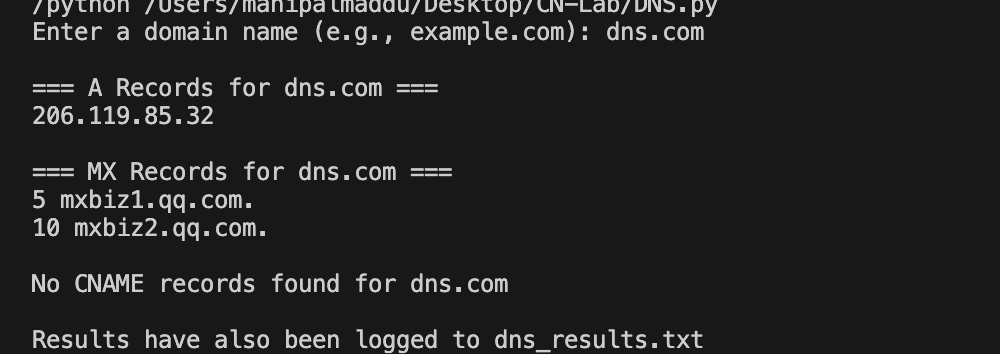 /python /Users/manipalmaddu/Desktop/CN-Lab/DNS.py
Enter a domain name (e.g., example.com): dns.com
=== A Records for dns.com ===
206.119.85.32
=== MX Records for dns.com ===
5 mxbiz1.qq.com.
10 mxbiz2.qq.com.
No CNAME records found for dns.com
Results have also been logged to dns_results.txt